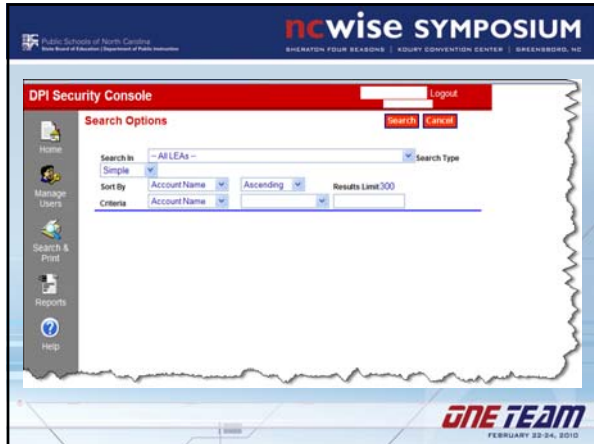 Public Schools of North Carolina
State Board of Education | Department of Public Instruction
ncwise SYMPOSIUM
SHERATON FOUR SEASONS | KOURY CONVENTION CENTER | GREENSBORO, NC
DPI Security Console
Logout
Search Options
Search Cancel
Home
Search In -- All LEAs -- Search Type
Simple
Manage Users
Sort By Account Name Ascending Results Limit 300
Criteria Account Name
Search & Print
Reports
Help
ONE TEAM
FEBRUARY 22-24, 2010